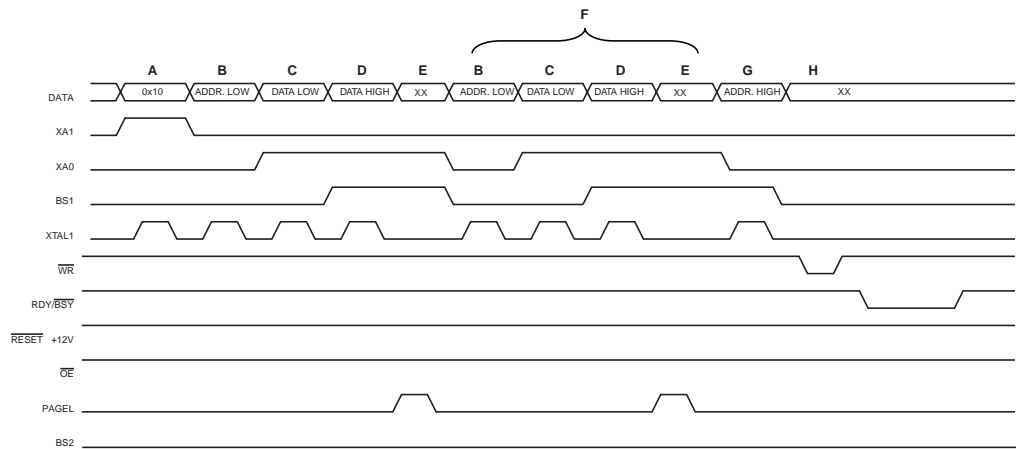 F
A B C D E B C D E G H
DATA 0x10 ADDR. LOW DATA LOW DATA HIGH XX ADDR. LOW DATA LOW DATA HIGH XX ADDR. HIGH XX
XA1
XA0
BS1
XTAL1
WR
RDY/BSY
RESET +12V
OE
PAGEL
BS2